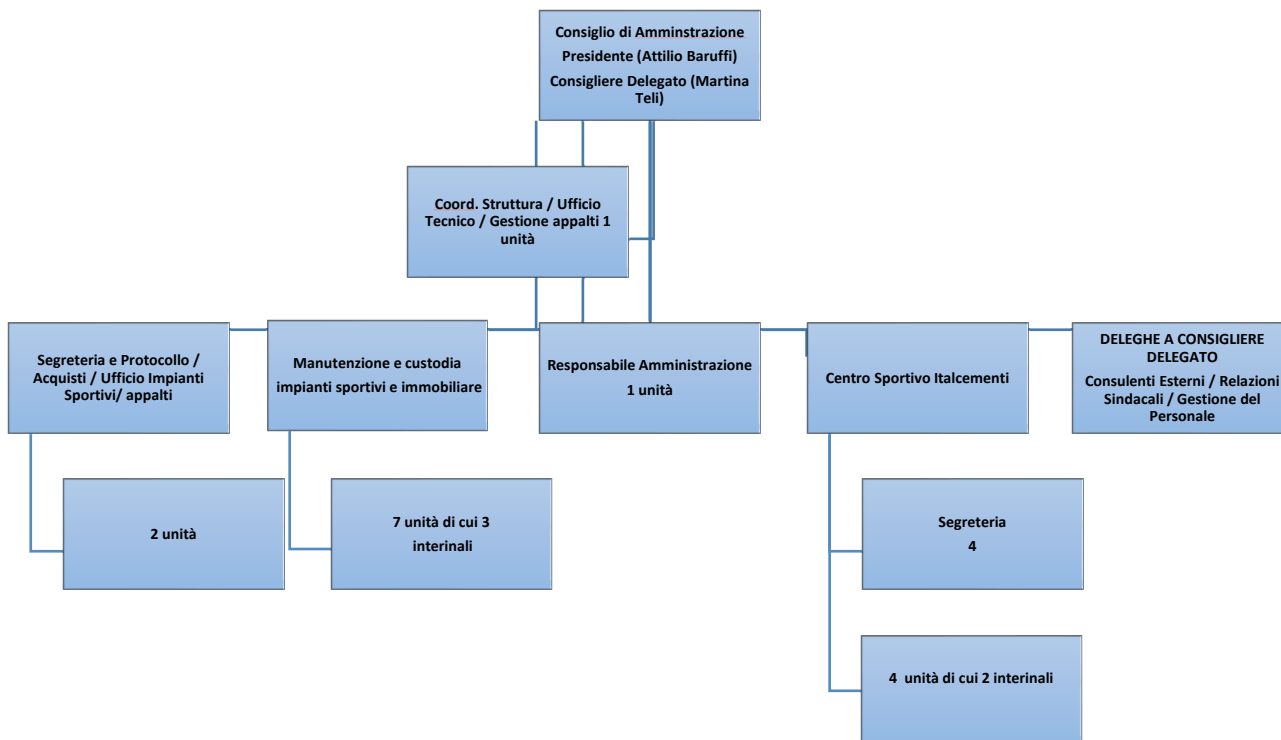 Consiglio di Amminstrazione
Presidente (Attilio Baruffi)
Consigliere Delegato (Martina
Teli)
Coord. Struttura / Ufficio
Tecnico / Gestione appalti 1
unità
Segreteria e Protocollo /
Acquisti / Ufficio Impianti
Sportivi/ appalti
Manutenzione e custodia
impianti sportivi e immobiliare
Responsabile Amministrazione
1 unità
Centro Sportivo Italcementi
DELEGHE A CONSIGLIERE
DELEGATO
Consulenti Esterni / Relazioni
Sindacali / Gestione del
Personale
2 unità
7 unità di cui 3
interinali
Segreteria
4
4 unità di cui 2 interinali